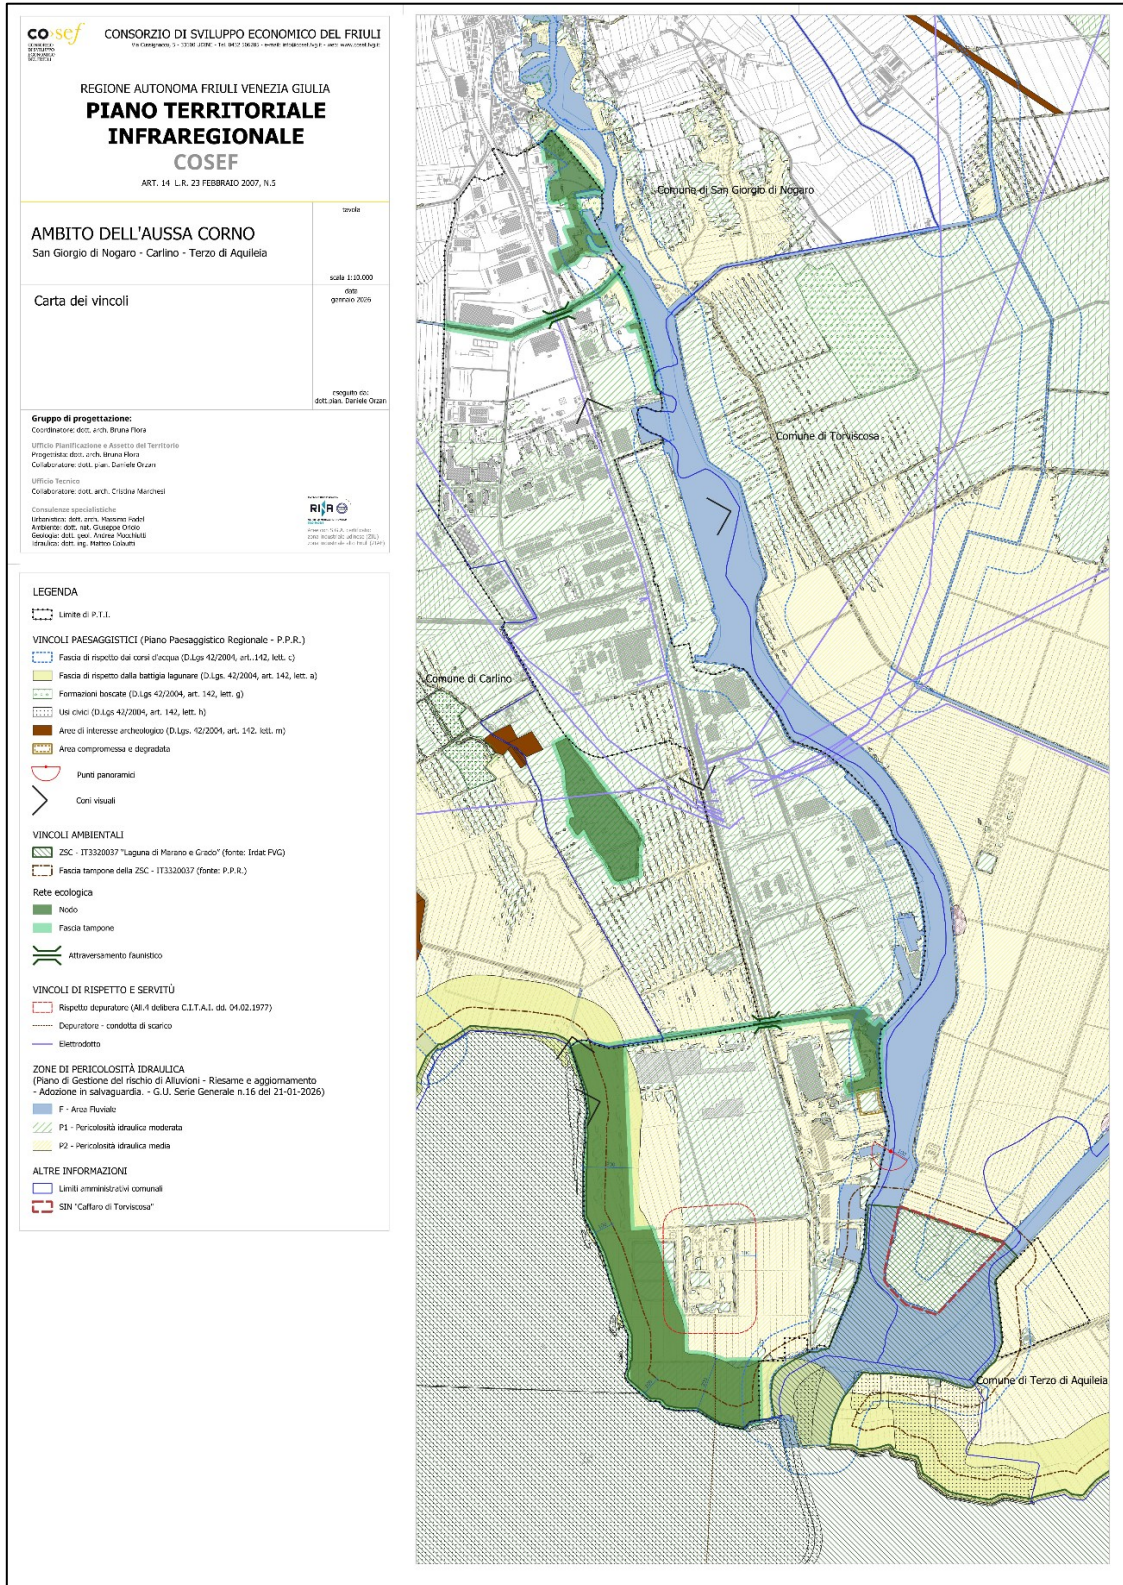 co›sef
CONSORZIO
DI SVILUPPO
ECONOMICO
DEL FRIULI
CONSORZIO DI SVILUPPO ECONOMICO DEL FRIULI
REGIONE AUTONOMA FRIULI VENEZIA GIULIA
PIANO TERRITORIALE
INFRAREGIONALE
COSEF
ART. 14 L.R. 23 FEBBRAIO 2007, N.5
tavola
AMBITO DELL'AUSSA CORNO
San Giorgio di Nogaro - Carlino - Terzo di Aquileia
scala 1:10.000
Carta dei vincoli
data
gennaio 2026
eseguito da:
dott.pian. Daniele Orzan
Gruppo di progettazione:
Coordinatore: dott. arch. Bruna Flora
Ufficio Pianificazione e Assetto del Territorio
Progettista: dott. arch. Bruna Flora
Collaboratore: dott. pian. Daniele Orzan
Ufficio Tecnico
Collaboratore: dott. arch. Cristina Marchesi
Consulenze specialistiche
Urbanistica: dott. arch. Massimo Fadel
Ambiente: dott. nat. Giuseppe Oriolo
Geologia: dott. geol. Andrea Mocchiutti
Idraulica: dott. ing. Matteo Colautti
RINA
LEGENDA
Limite di P.T.I.
VINCOLI PAESAGGISTICI (Piano Paesaggistico Regionale - P.P.R.)
Fascia di rispetto dai corsi d'acqua (D.Lgs 42/2004, art..142, lett. c)
Fascia di rispetto dalla battigia lagunare (D.Lgs. 42/2004, art. 142, lett. a)
Formazioni boscate (D.Lgs 42/2004, art. 142, lett. g)
Usi civici (D.Lgs 42/2004, art. 142, lett. h)
Aree di interesse archeologico (D.Lgs. 42/2004, art. 142. lett. m)
Area compromessa e degradata
Punti panoramici
Coni visuali
VINCOLI AMBIENTALI
ZSC - IT3320037 "Laguna di Marano e Grado" (fonte: Irdat FVG)
Fascia tampone della ZSC - IT3320037 (fonte: P.P.R.)
Rete ecologica
Nodo
Fascia tampone
Attraversamento faunistico
VINCOLI DI RISPETTO E SERVITÙ
Rispetto depuratore (All.4 delibera C.I.T.A.I. dd. 04.02.1977)
Depuratore - condotta di scarico
Elettrodotto
ZONE DI PERICOLOSITÀ IDRAULICA
(Piano di Gestione del rischio di Alluvioni - Riesame e aggiornamento
- Adozione in salvaguardia. - G.U. Serie Generale n.16 del 21-01-2026)
F - Area Fluviale
P1 - Pericolosità idraulica moderata
P2 - Pericolosità idraulica media
ALTRE INFORMAZIONI
Limiti amministrativi comunali
SIN "Caffaro di Torviscosa"
Comune di San Giorgio di Nogaro
Comune di Torviscosa
Comune di Carlino
Comune di Terzo di Aquileia